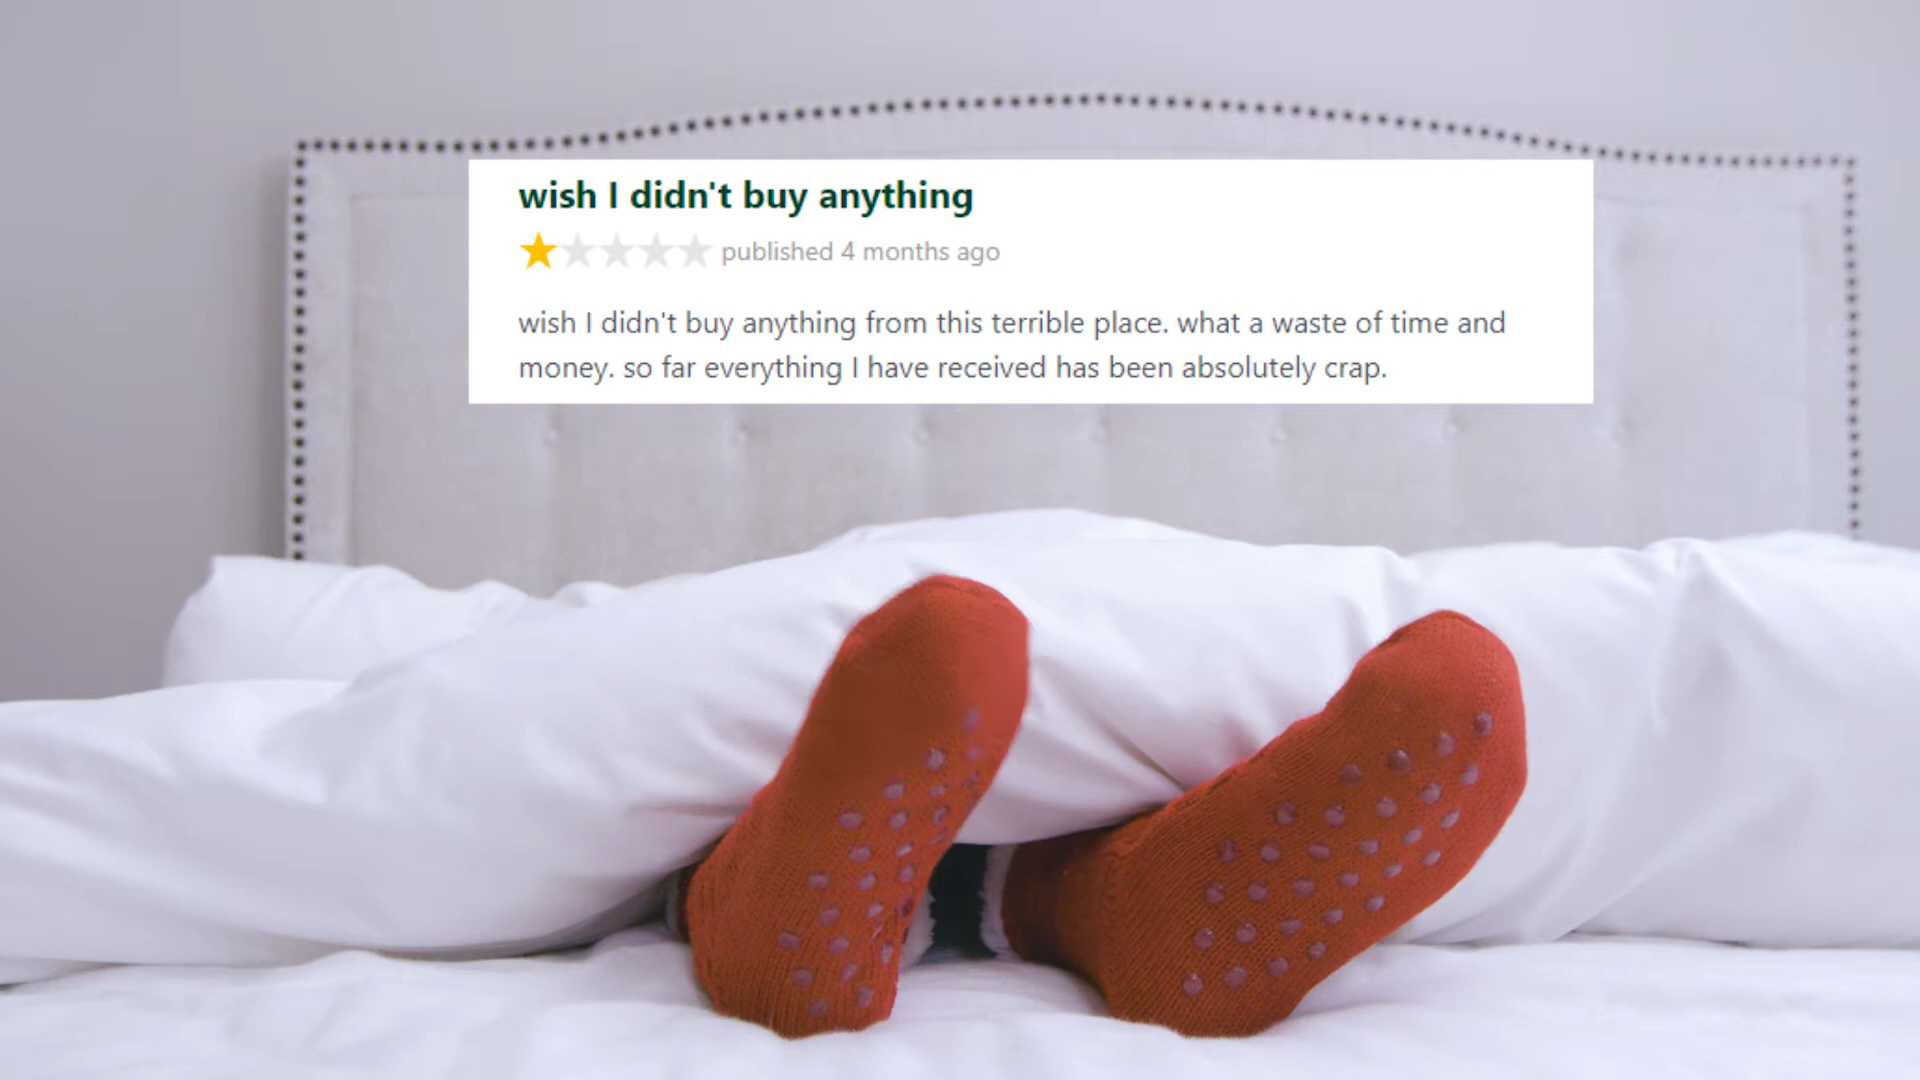 wish I didn't buy anything
published 4 months ago
wish I didn't buy anything from this terrible place. what a waste of time and
money. so far everything I have received has been absolutely crap.